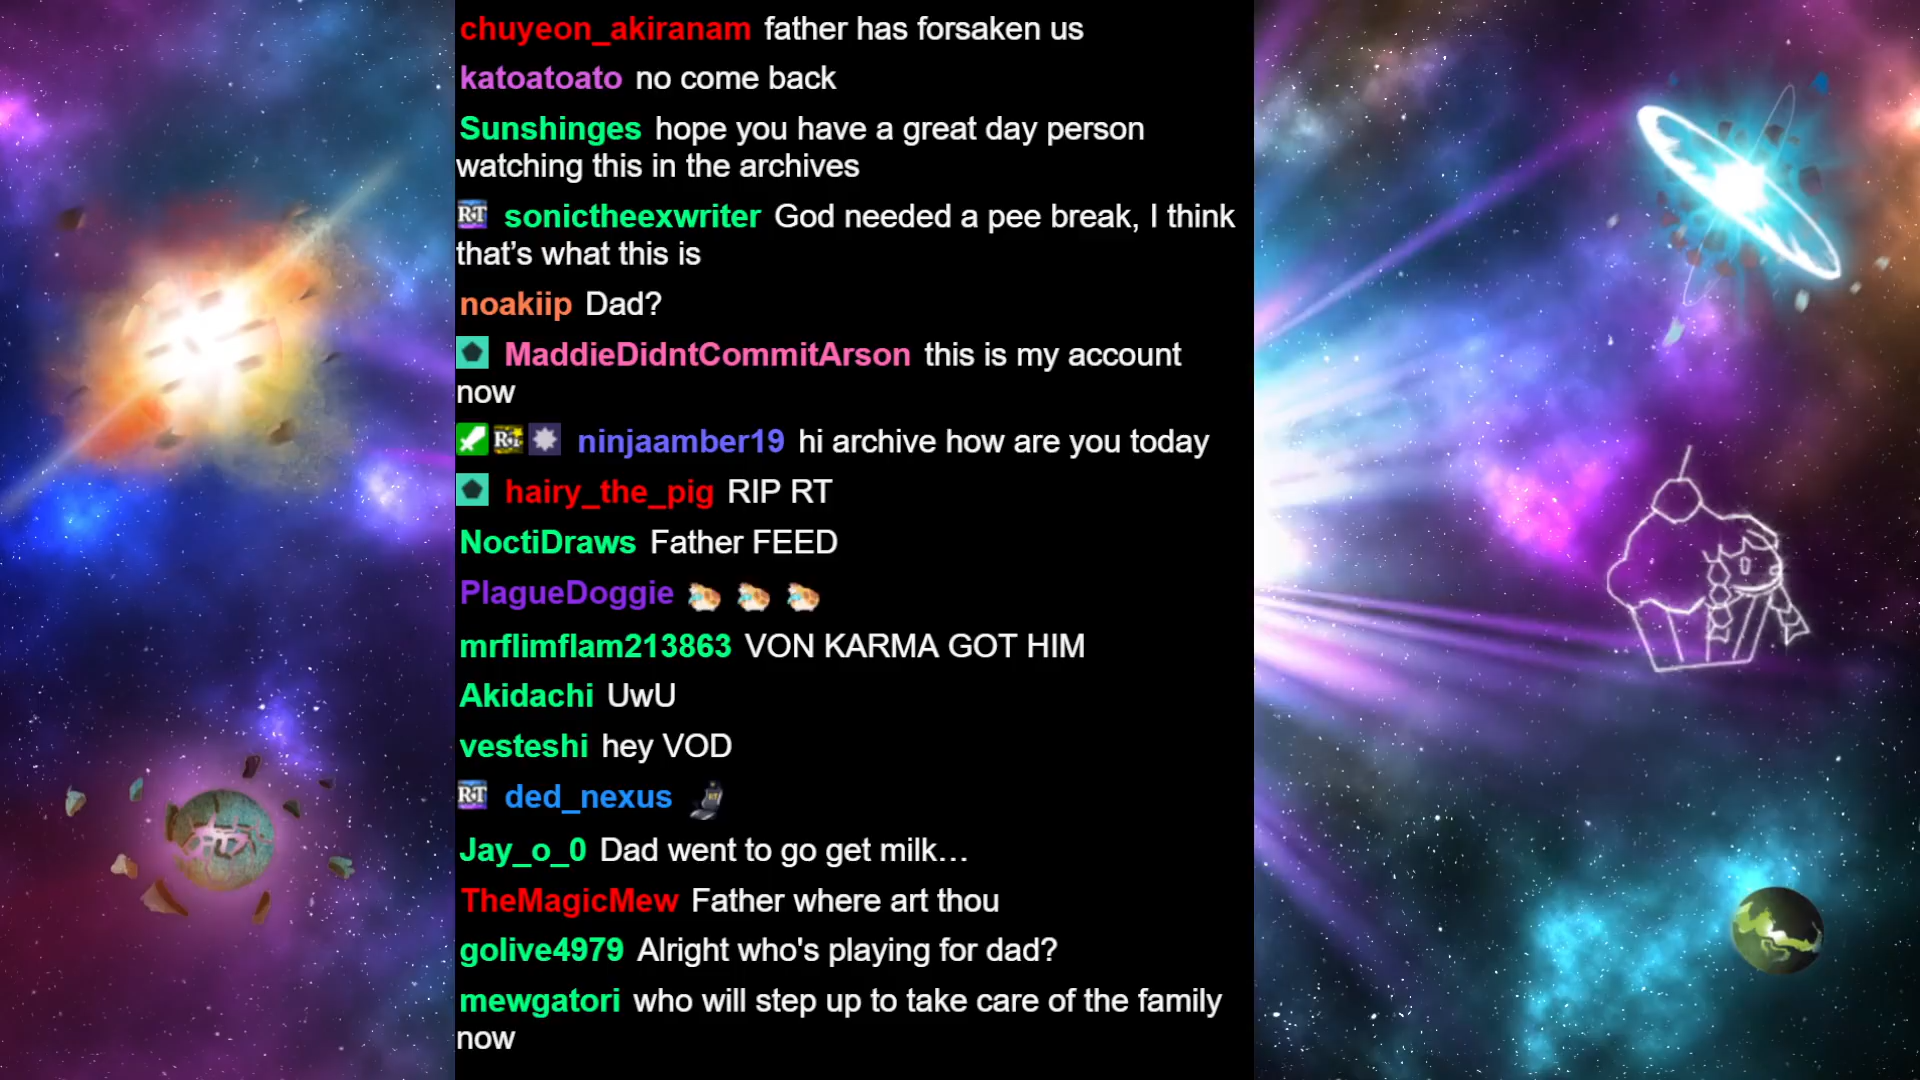 chuyeon_akiranam father has forsaken us
katoatoato no come back
Sunshinges hope you have a great day person
watching this in the archives
RT sonictheexwriter God needed a pee break, I think
that’s what this is
noakiip Dad?
MaddieDidntCommitArson this is my account
now
ninjaamber19 hi archive how are you today
hairy_the_pig RIP RT
NoctiDraws Father FEED
PlagueDoggie
mrflimflam213863 VON KARMA GOT HIM
Akidachi UwU
vesteshi hey VOD
RT ded_nexus
Jay_o_0 Dad went to go get milk…
TheMagicMew Father where art thou
golive4979 Alright who's playing for dad?
mewgatori who will step up to take care of the family
now